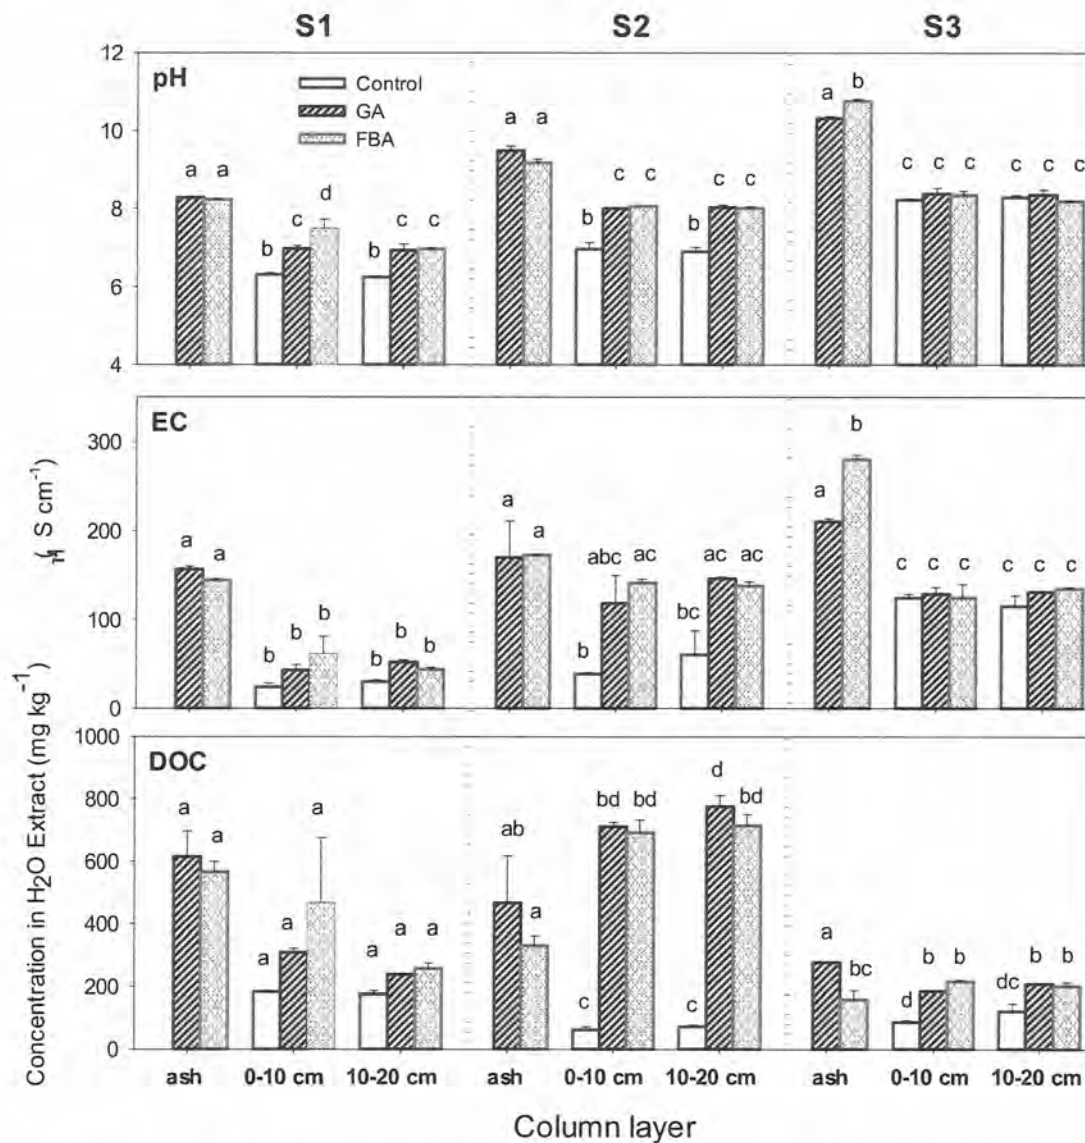 S1 S2 S3
pH
Control
GA
FBA
12
10
8
6
4
a a b c d b c c
a a b c c b c c
a b c c c c c c
EC
300
200
100
0
μ S cm⁻¹
a a b b b b b b
a a b abc ac bc ac ac
a b c c c c c c
DOC
1000
800
600
400
200
0
Concentration in H₂O Extract (mg kg⁻¹)
a a a a a a a a
ab a c bd bd c d bd
a bc d b b dc b b
ash 0-10 cm 10-20 cm ash 0-10 cm 10-20 cm ash 0-10 cm 10-20 cm
Column layer